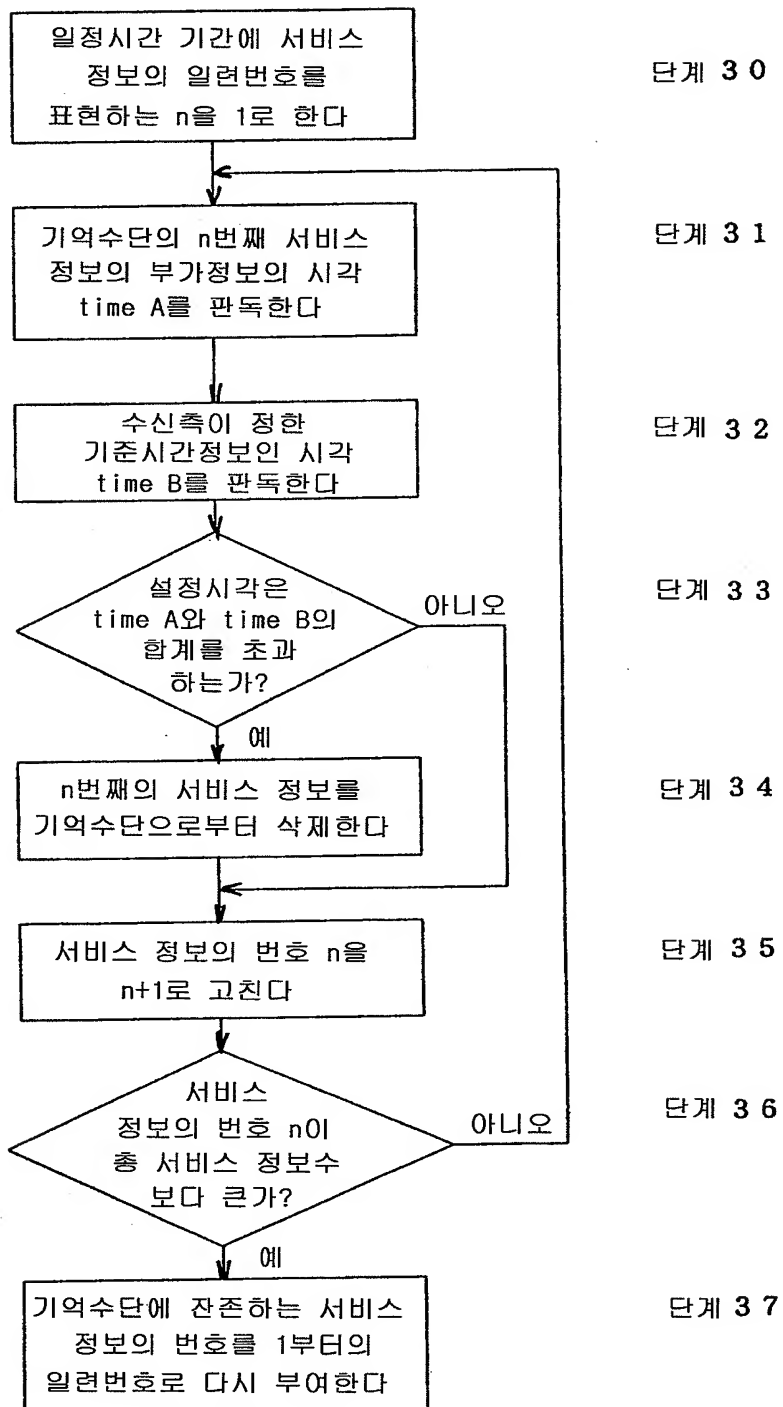 일정시간 기간에 서비스
정보의 일련번호를
표현하는 n을 1로 한다
단계 30
기억수단의 n번째 서비스
정보의 부가정보의 시각
time A를 판독한다
단계 31
수신측이 정한
기준시간정보인 시각
time B를 판독한다
단계 32
설정시각은
time A와 time B의
합계를 초과
하는가?
아니오
단계 33
예
n번째의 서비스 정보를
기억수단으로부터 삭제한다
단계 34
서비스 정보의 번호 n을
n+1로 고친다
단계 35
서비스
정보의 번호 n이
총 서비스 정보수
보다 큰가?
아니오
단계 36
예
기억수단에 잔존하는 서비스
정보의 번호를 1부터의
일련번호로 다시 부여한다
단계 37